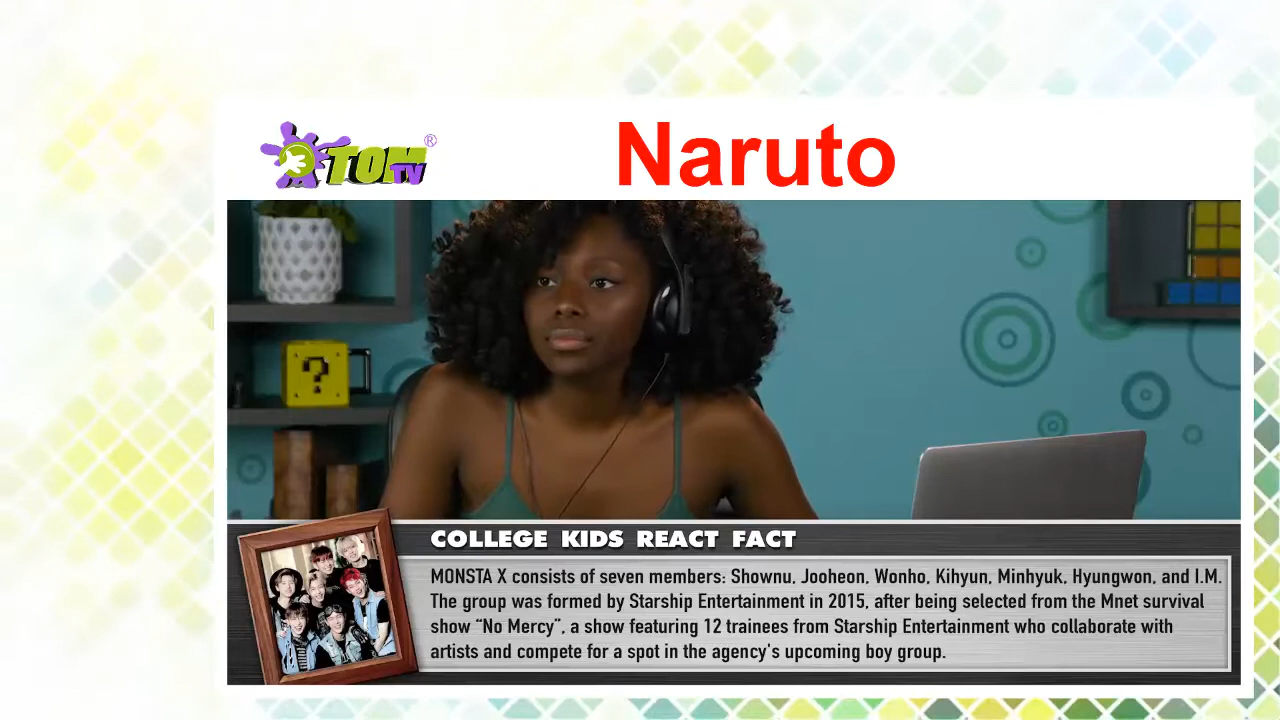 TOM
TV
®
Naruto
?
COLLEGE KIDS REACT FACT
MONSTA X consists of seven members: Shownu, Jooheon, Wonho, Kihyun, Minhyuk, Hyungwon, and I.M.
The group was formed by Starship Entertainment in 2015, after being selected from the Mnet survival
show “No Mercy”, a show featuring 12 trainees from Starship Entertainment who collaborate with
artists and compete for a spot in the agency's upcoming boy group.